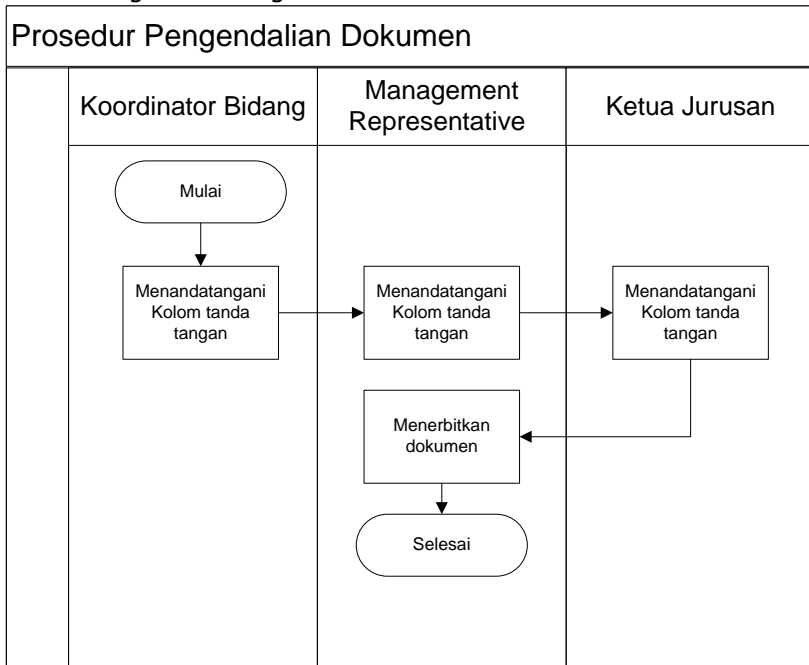 Prosedur Pengendalian Dokumen
Koordinator Bidang
Management
Representative
Ketua Jurusan
Mulai
Menandatangani
Kolom tanda
tangan
Menandatangani
Kolom tanda
tangan
Menandatangani
Kolom tanda
tangan
Menerbitkan
dokumen
Selesai